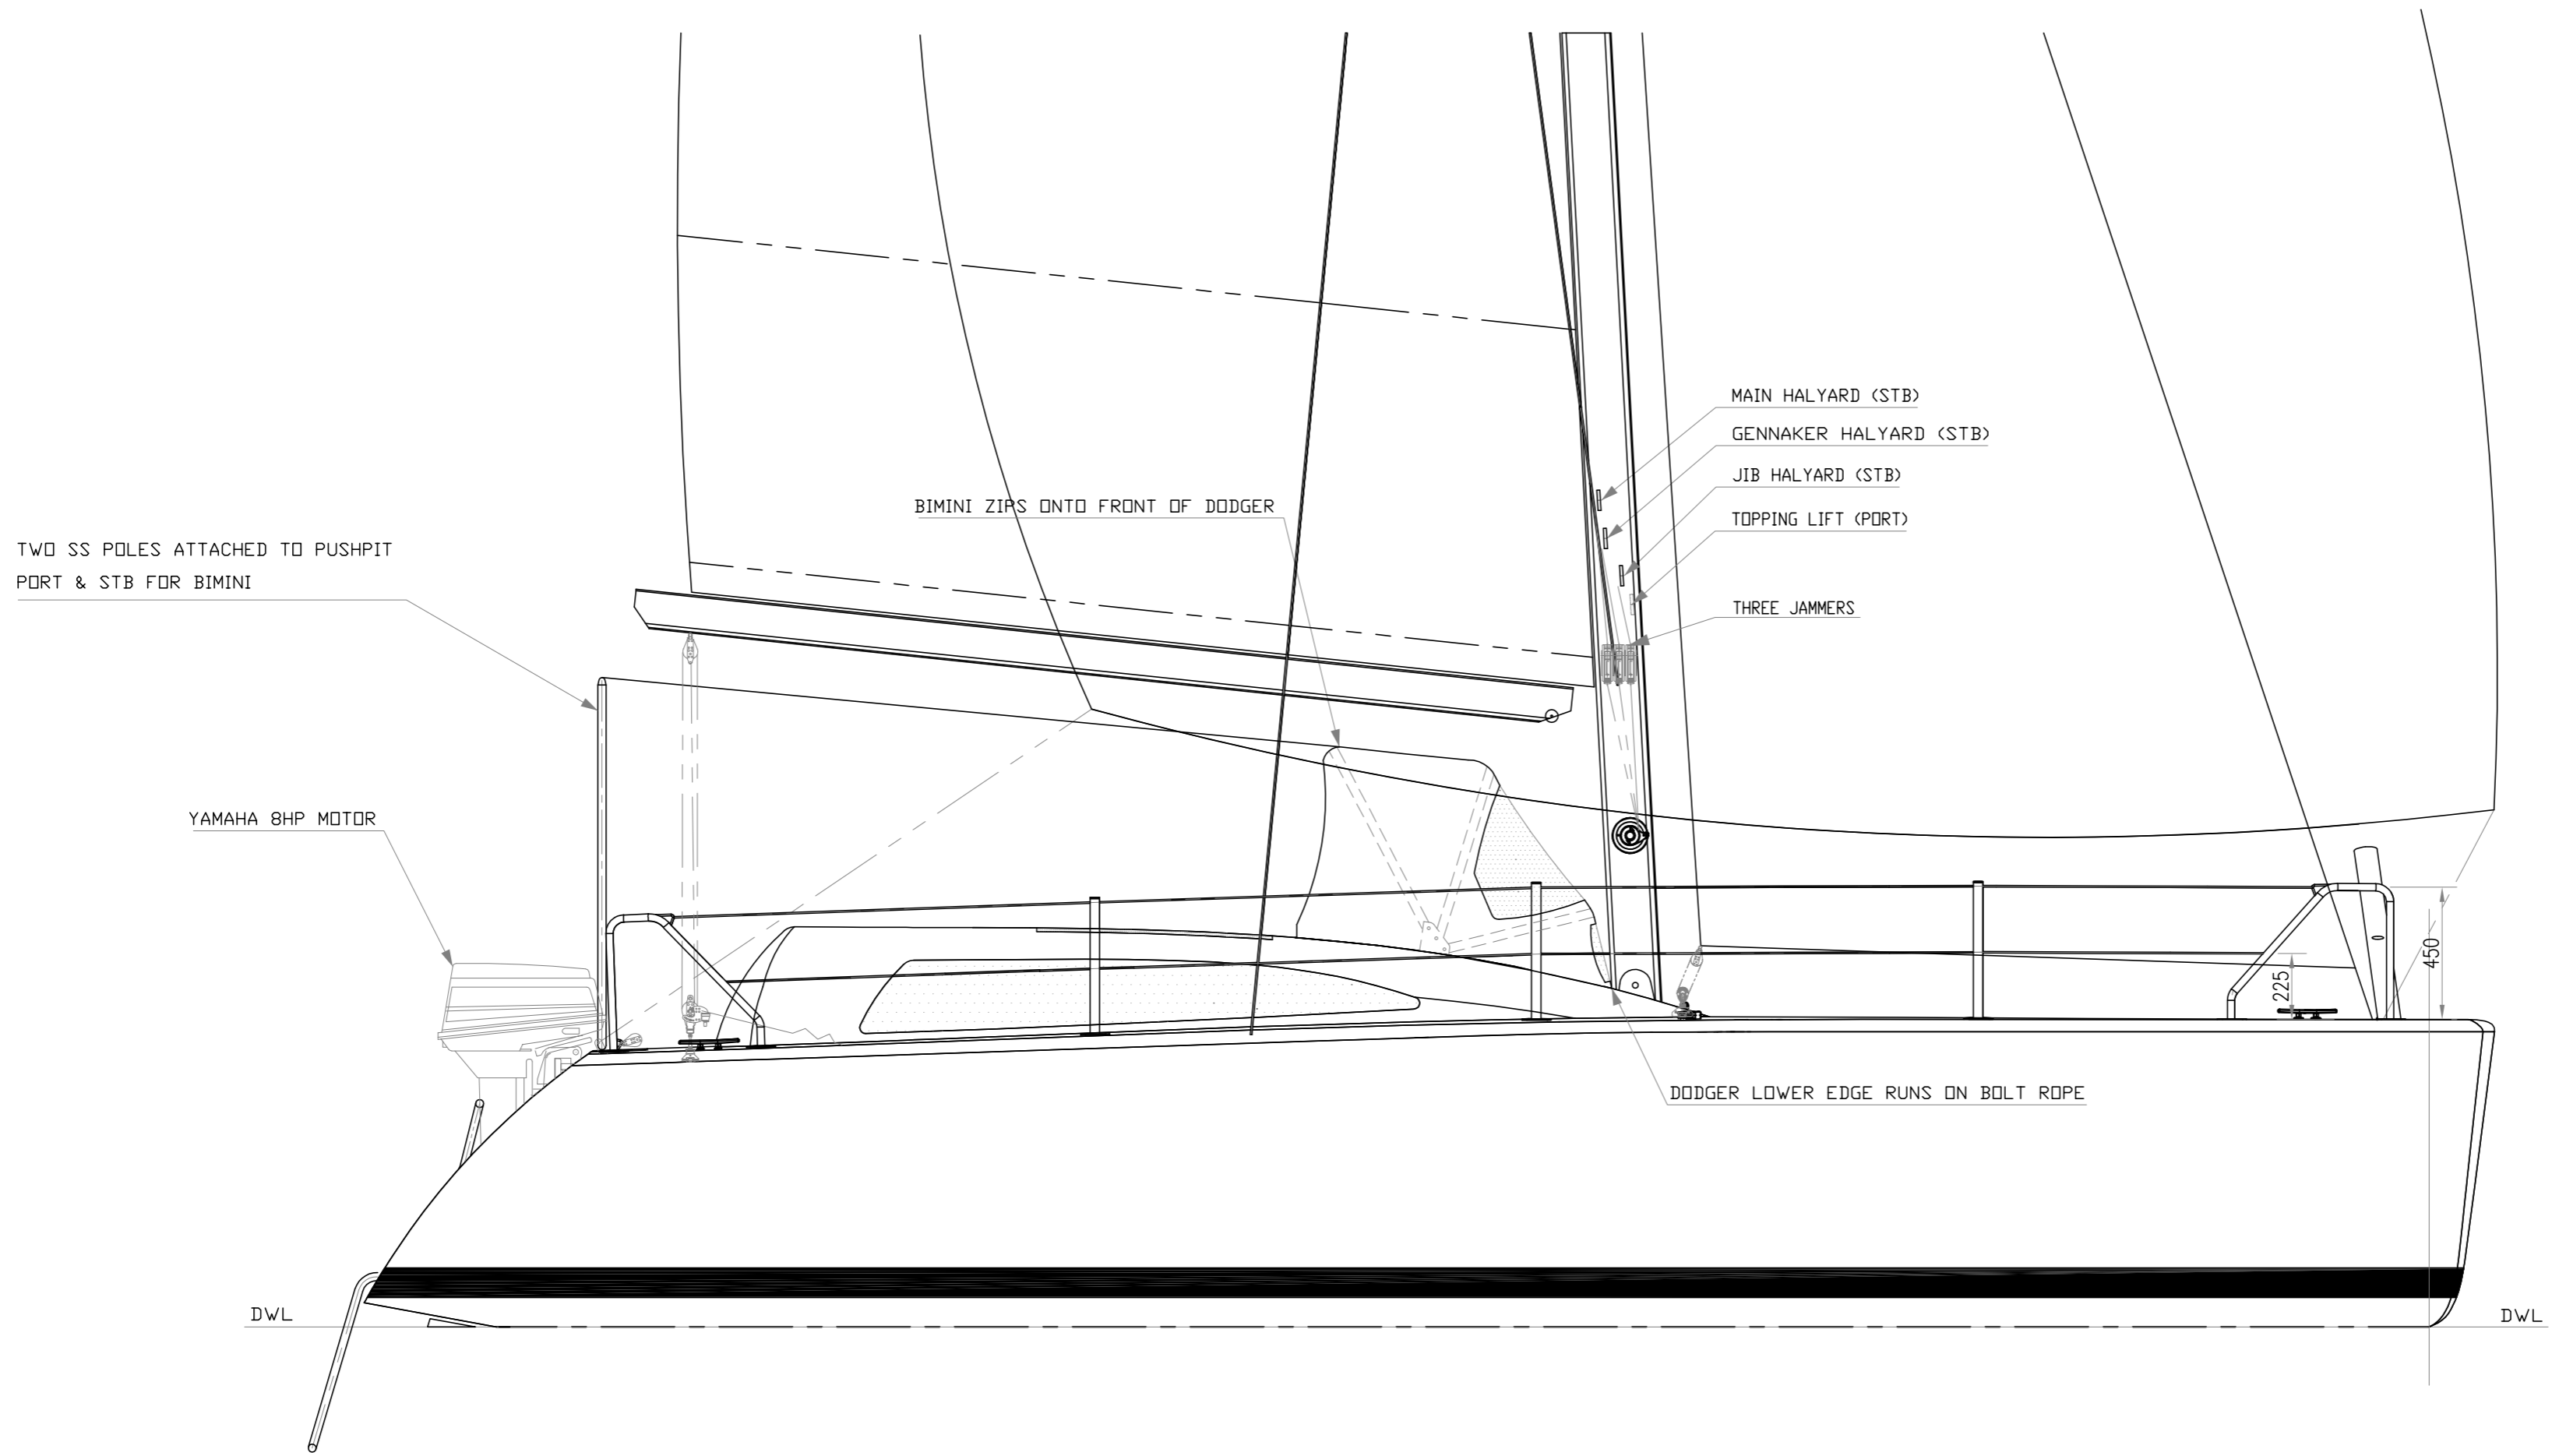 MAIN HALYARD (STB)
GENNAKER HALYARD (STB)
JIB HALYARD (STB)
BIMINI ZIPS ONTO FRONT OF DODGER
TOPPING LIFT (PORT)
TWO SS POLES ATTACHED TO PUSHPIT
PORT & STB FOR BIMINI
THREE JAMMERS
YAMAHA 8HP MOTOR
450
225
DODGER LOWER EDGE RUNS ON BOLT ROPE
DWL
DWL